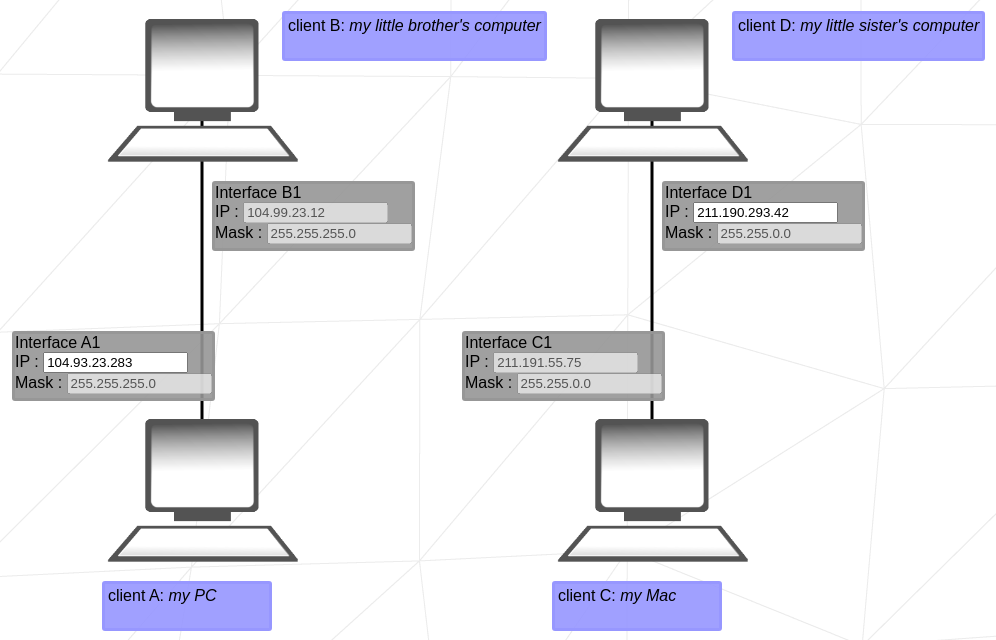 client B: my little brother's computer
client D: my little sister's computer
Interface B1
IP : 104.99.23.12
Mask : 255.255.255.0
Interface D1
IP : 211.190.293.42
Mask : 255.255.0.0
Interface A1
IP : 104.93.23.283
Mask : 255.255.255.0
Interface C1
IP : 211.191.55.75
Mask : 255.255.0.0
client A: my PC
client C: my Mac